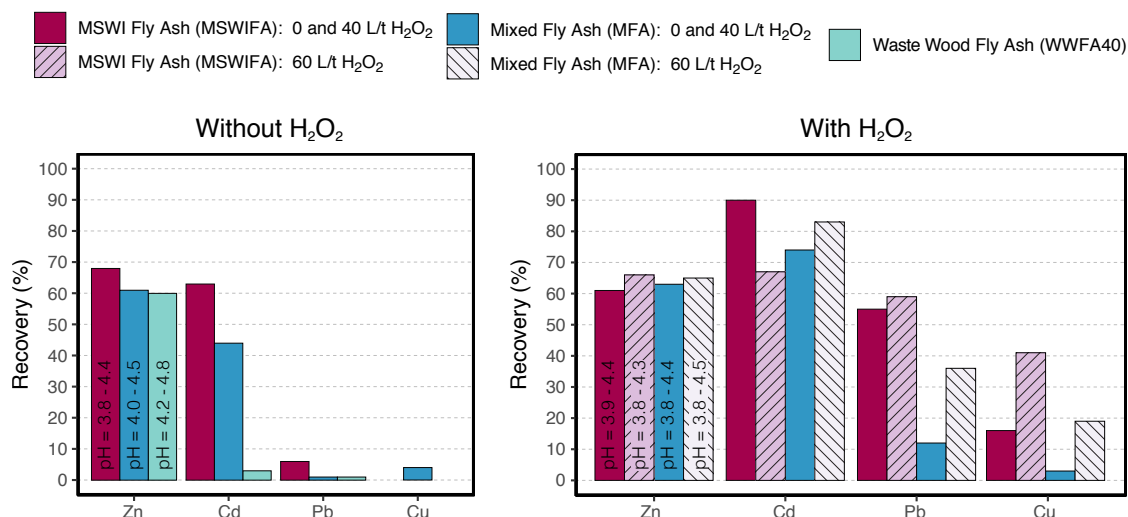 MSWI Fly Ash (MSWIFA): 0 and 40 L/t H₂O₂
MSWI Fly Ash (MSWIFA): 60 L/t H₂O₂
Mixed Fly Ash (MFA): 0 and 40 L/t H₂O₂
Mixed Fly Ash (MFA): 60 L/t H₂O₂
Waste Wood Fly Ash (WWFA40)
Without H₂O₂
Recovery (%)
100
90
80
70
60
50
40
30
20
10
0
pH = 3.8 - 4.4
pH = 4.0 - 4.5
pH = 4.2 - 4.8
Zn
Cd
Pb
Cu
With H₂O₂
Recovery (%)
100
90
80
70
60
50
40
30
20
10
0
pH = 3.9 - 4.4
pH = 3.8 - 4.3
pH = 3.8 - 4.4
pH = 3.8 - 4.5
Zn
Cd
Pb
Cu